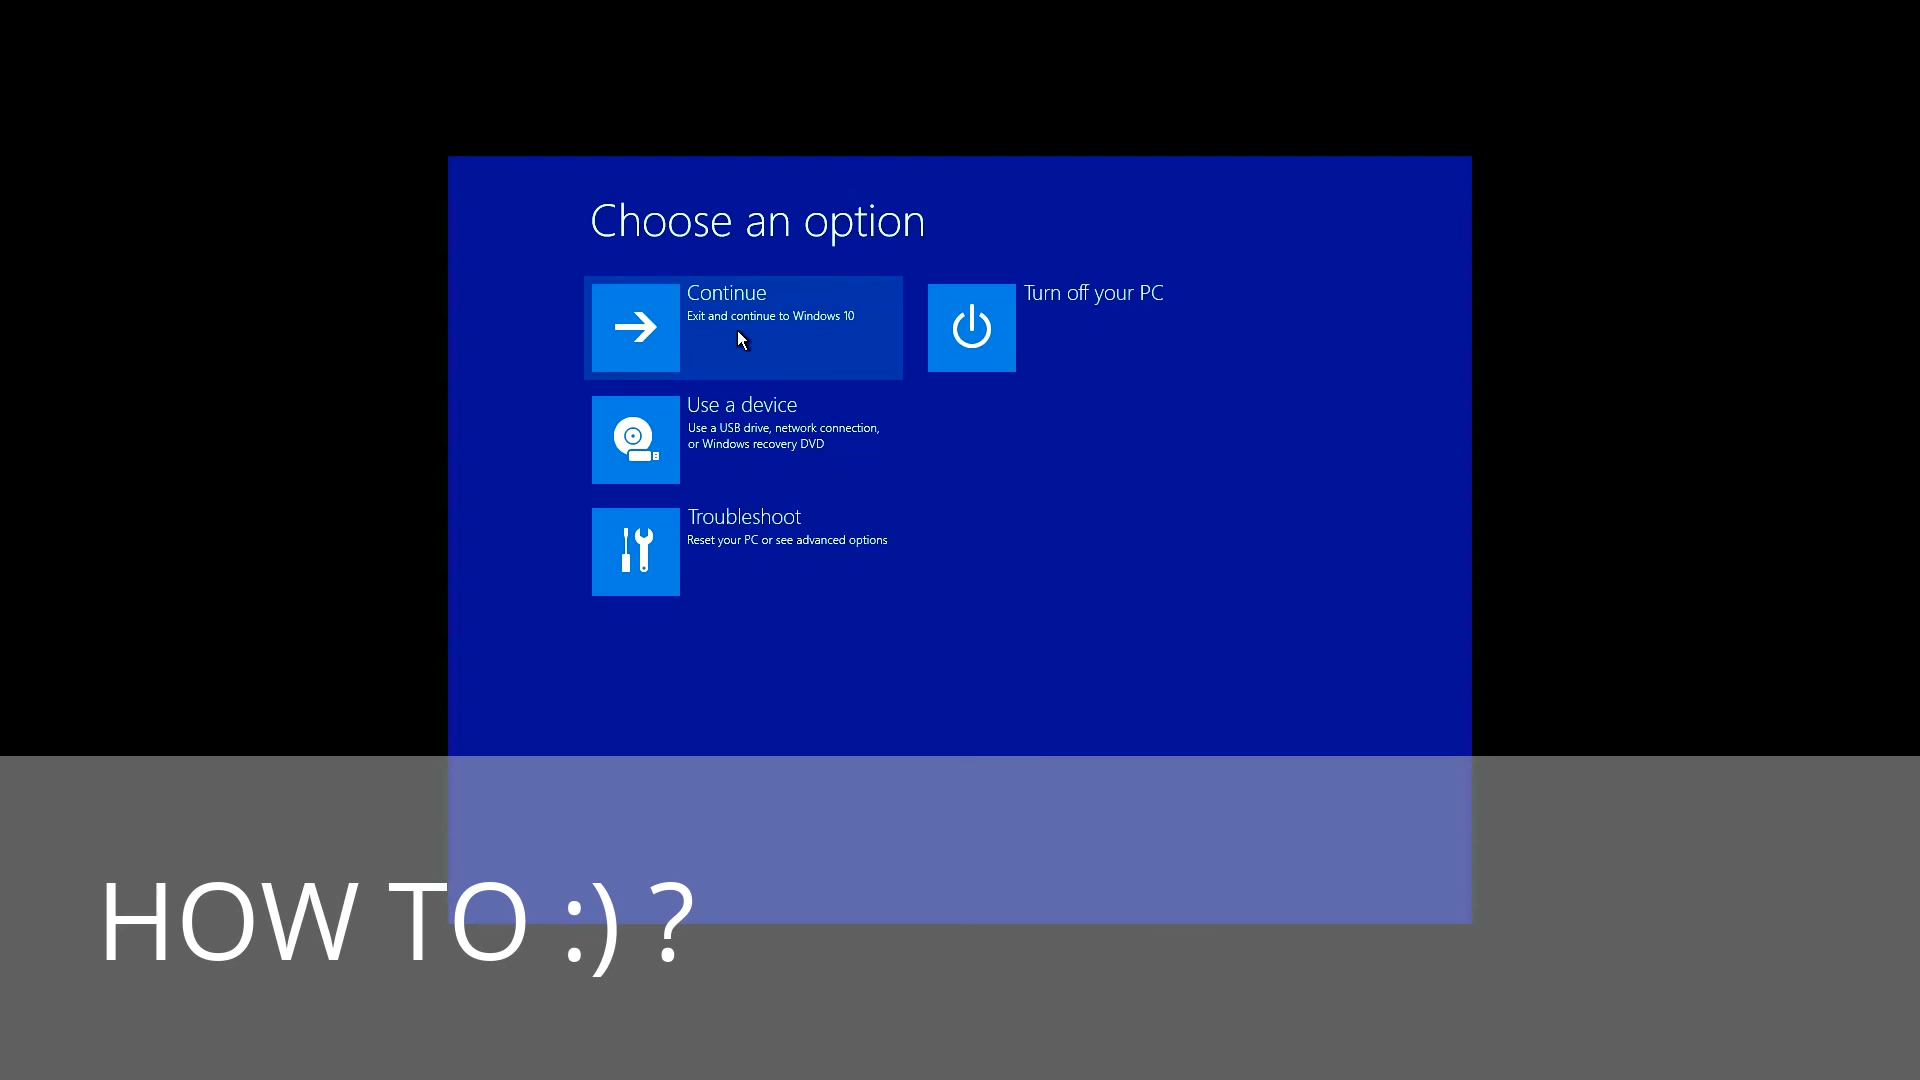 Choose an option
Continue
Exit and continue to Windows 10
Turn off your PC
Use a device
Use a USB drive, network connection,
or Windows recovery DVD
Troubleshoot
Reset your PC or see advanced options
HOW TO :) ?